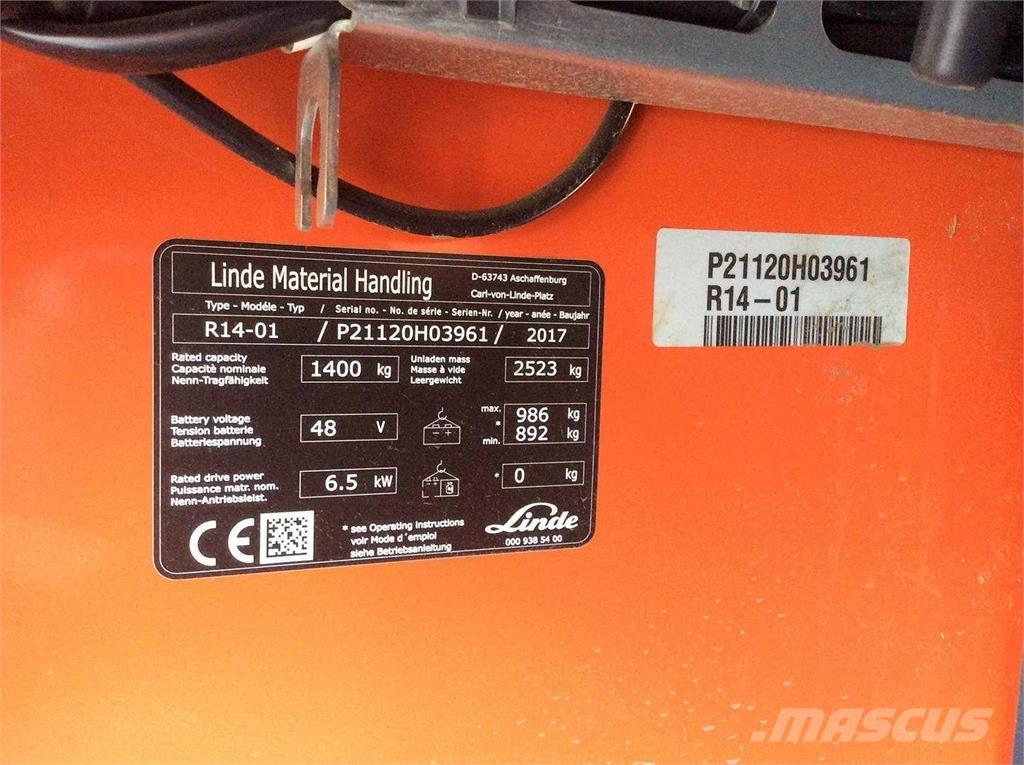 Linde Material Handling
D-63743 Aschaffenburg
Carl-von-Linde-Platz
Type - Modéle - Typ / Serial no. - No. de série - Serien-Nr. / year - anée - Baujahr
R14-01 / P21120H03961 / 2017
Rated capacity
Capacité nominale
Nenn-Tragfähigkeit
1400 kg
Unladen mass
Masse à vide
Leergewicht
2523 kg
Battery voltage
Tension batterie
Batteriespannung
48 V
- +
max. 986 kg
*
min. 892 kg
Rated drive power
Puissance matr. nom.
Nenn-Antriebsleist.
6.5 kW
* 0 kg
CE
* see Operating instructions
voir Mode d´emploi
siehe Betriebsanleitung
Linde
000 938 54 00
P21120H03961
R14-01
MASCUS